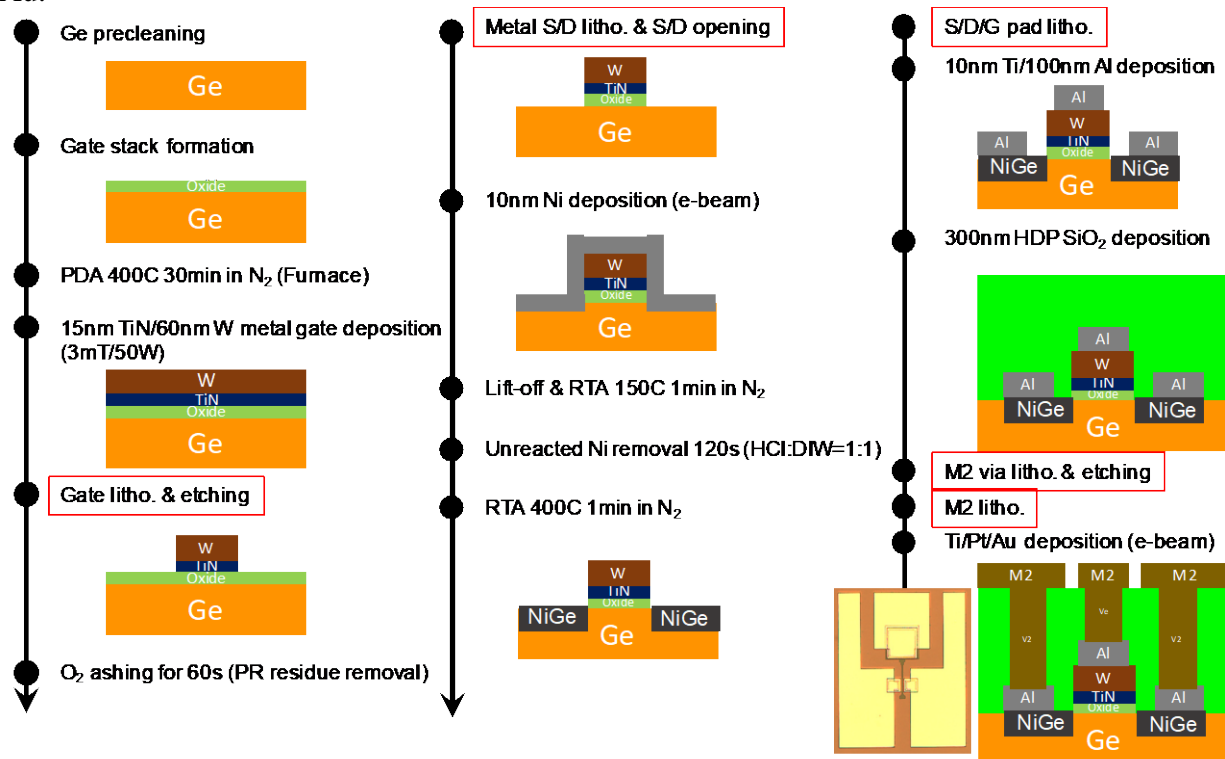 Ge precleaning
Ge
Gate stack formation
Oxide
Ge
PDA 400C 30min in N₂ (Furnace)
15nm TiN/60nm W metal gate deposition
(3mT/50W)
W
TiN
Oxide
Ge
Gate litho. & etching
W
TiN
Oxide
Ge
O₂ ashing for 60s (PR residue removal)
Metal S/D litho. & S/D opening
W
TiN
Oxide
Ge
10nm Ni deposition (e-beam)
W
TiN
Oxide
Ge
Lift-off & RTA 150C 1min in N₂
Unreacted Ni removal 120s (HCl:DIW=1:1)
RTA 400C 1min in N₂
W
TiN
Oxide
NiGe Ge NiGe
S/D/G pad litho.
10nm Ti/100nm Al deposition
Al
W
Al TiN Al
Oxide
NiGe Ge NiGe
300nm HDP SiO₂ deposition
Al
W
Al TiN Al
Oxide
NiGe Ge NiGe
M2 via litho. & etching
M2 litho.
Ti/Pt/Au deposition (e-beam)
M2 M2 M2
Ve
V2 V2
Al
W
Al TiN Al
Oxide
NiGe Ge NiGe